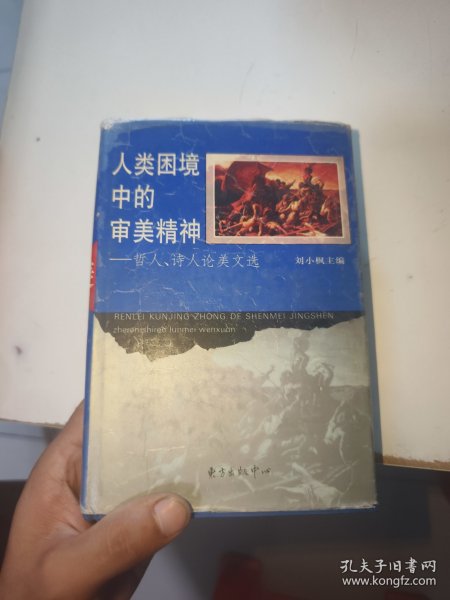 人类困境
中的
审美精神
——哲人、诗人论美文选
刘小枫主编
RENLEI KUNJING ZHONG DE SHENMEI JINGSHEN
zherenshiren lunmei wenxuan
东方出版中心
孔夫子旧书网
www.kongfz.com